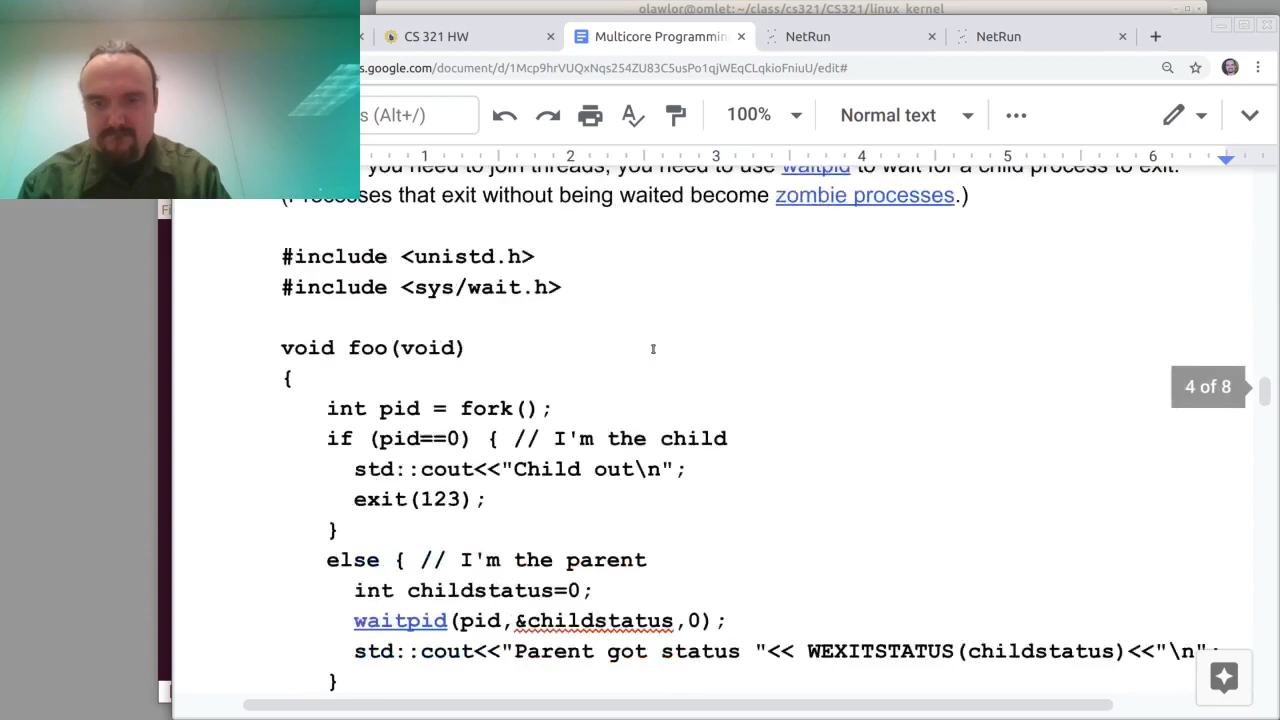 olawlor@omlet:~/class/cs321/CS321/linux_kernel
CS 321 HW
Multicore Programmin
NetRun
NetRun
s.google.com/document/d/1Mcp9hrVUQxNqs254ZU83C5usPo1qjWEqCLqkioFniuU/edit#
s (Alt+/)
100%
Normal text
1 2 3 4 5 6
you need to join threads, you need to use waitpid to wait for a child process to exit.
(Processes that exit without being waited become zombie processes.)
#include <unistd.h>
#include <sys/wait.h>
void foo(void)
{
int pid = fork();
if (pid==0) { // I'm the child
std::cout<<"Child out\n";
exit(123);
}
else { // I'm the parent
int childstatus=0;
waitpid(pid,&childstatus,0);
std::cout<<"Parent got status "<< WEXITSTATUS(childstatus)<<"\n";
}
4 of 8